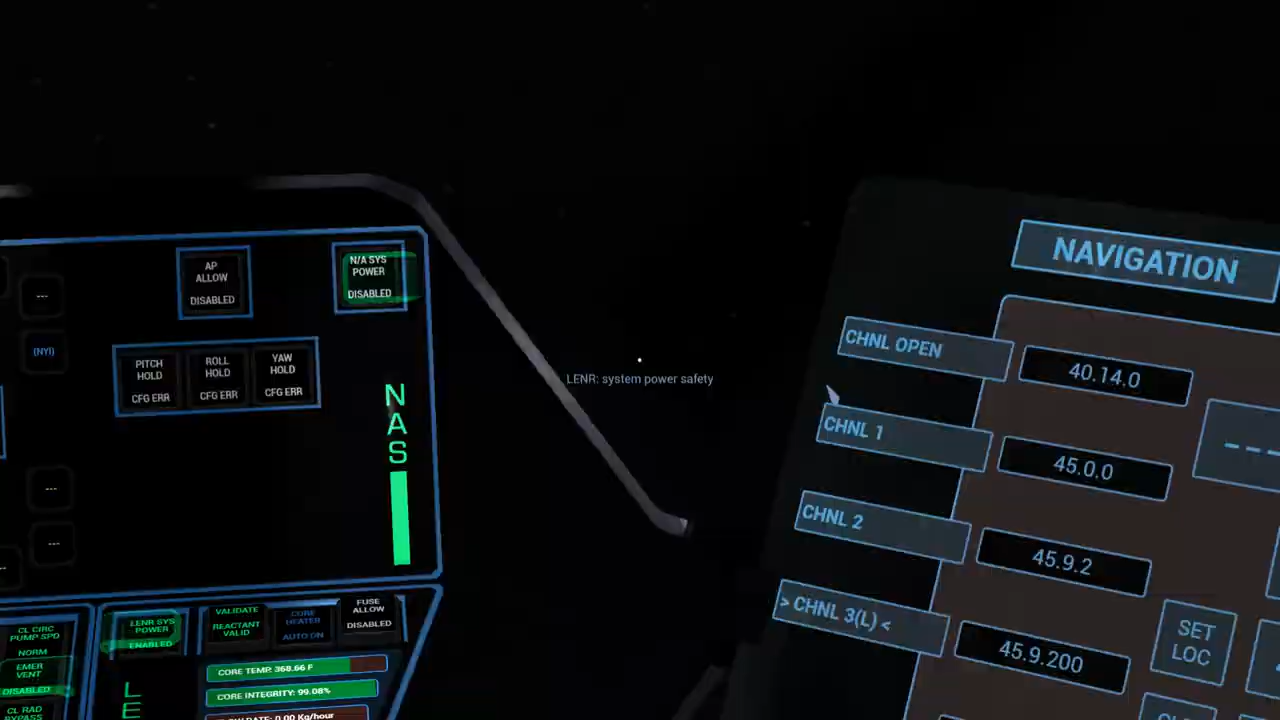 N/A SYS
POWER
DISABLED
AP
ALLOW
DISABLED
---
(NYI)
PITCH
HOLD
CFG ERR
ROLL
HOLD
CFG ERR
YAW
HOLD
CFG ERR
N
A
S
---
---
CL CIRC
PUMP SPD
NORM
EMER
VENT
DISABLED
CL RAD
BYPASS
LENR SYS
POWER
ENABLED
VALIDATE
REACTANT
VALID
CORE
HEATER
AUTO ON
FUSE
ALLOW
DISABLED
CORE TEMP: 368.66 F
CORE INTEGRITY: 99.08%
0.00 Kg/hour
L
E
LENR: system power safety
NAVIGATION
CHNL OPEN
40.14.0
CHNL 1
45.0.0
CHNL 2
45.9.2
> CHNL 3(L) <
45.9.200
SET
LOC